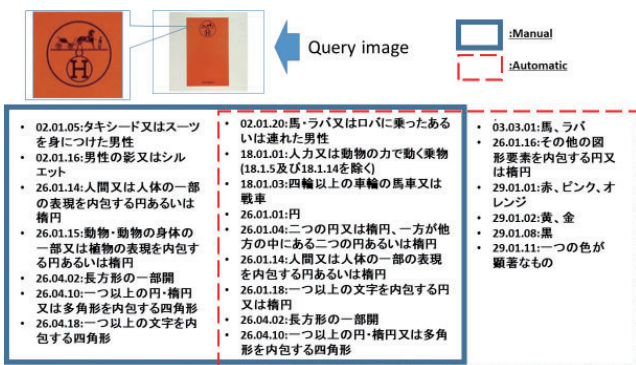 H
Query image
:Manual
:Automatic
• 02.01.05:タキシード又はスーツ
を身につけた男性
• 02.01.16:男性の影又はシル
エット
• 26.01.14:人間又は人体の一部
の表現を内包する円あるいは
楕円
• 26.01.15:動物・動物の身体の
一部又は植物の表現を内包す
る円あるいは楕円
• 26.04.02:長方形の一部開
• 26.04.10:一つ以上の円・楕円
又は多角形を内包する四角形
• 26.04.18:一つ以上の文字を内
包する四角形
• 02.01.20:馬・ラバ又はロバに乗ったある
いは連れた男性
• 18.01.01:人力又は動物の力で動く乗物
(18.1.5及び18.1.14を除く)
• 18.01.03:四輪以上の車輪の馬車又は
戦車
• 26.01.01:円
• 26.01.04:二つの円又は楕円、一方が他
方の中にある二つの円あるいは楕円
• 26.01.14:人間又は人体の一部の表現
を内包する円あるいは楕円
• 26.01.18:一つ以上の文字を内包する円
又は楕円
• 26.04.02:長方形の一部開
• 26.04.10:一つ以上の円・楕円又は多角
形を内包する四角形
• 03.03.01:馬、ラバ
• 26.01.16:その他の図
形要素を内包する円又
は楕円
• 29.01.01:赤、ピンク、オ
レンジ
• 29.01.02:黄、金
• 29.01.08:黒
• 29.01.11:一つの色が
顕著なもの